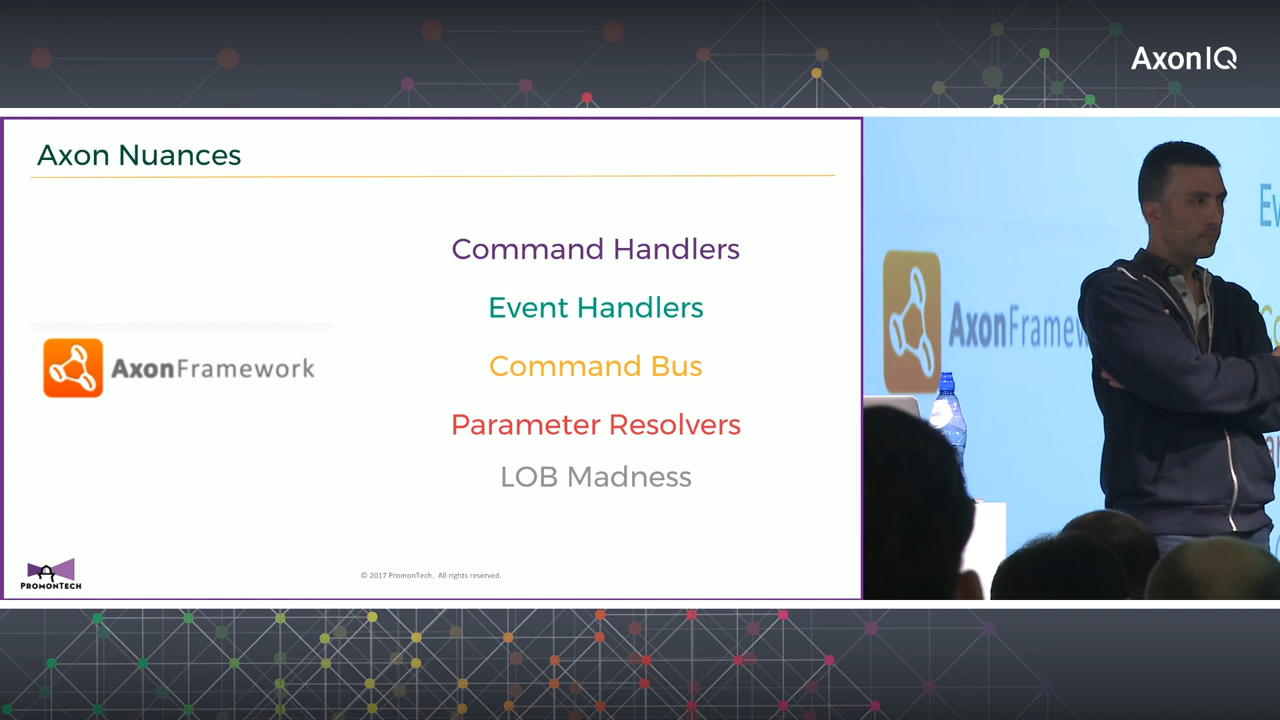 AxonIQ
Axon Nuances
Command Handlers
Event Handlers
Command Bus
Parameter Resolvers
LOB Madness
AxonFramework
PROMONTECH
© 2017 PromonTech. All rights reserved.
Ev
AxonFramew